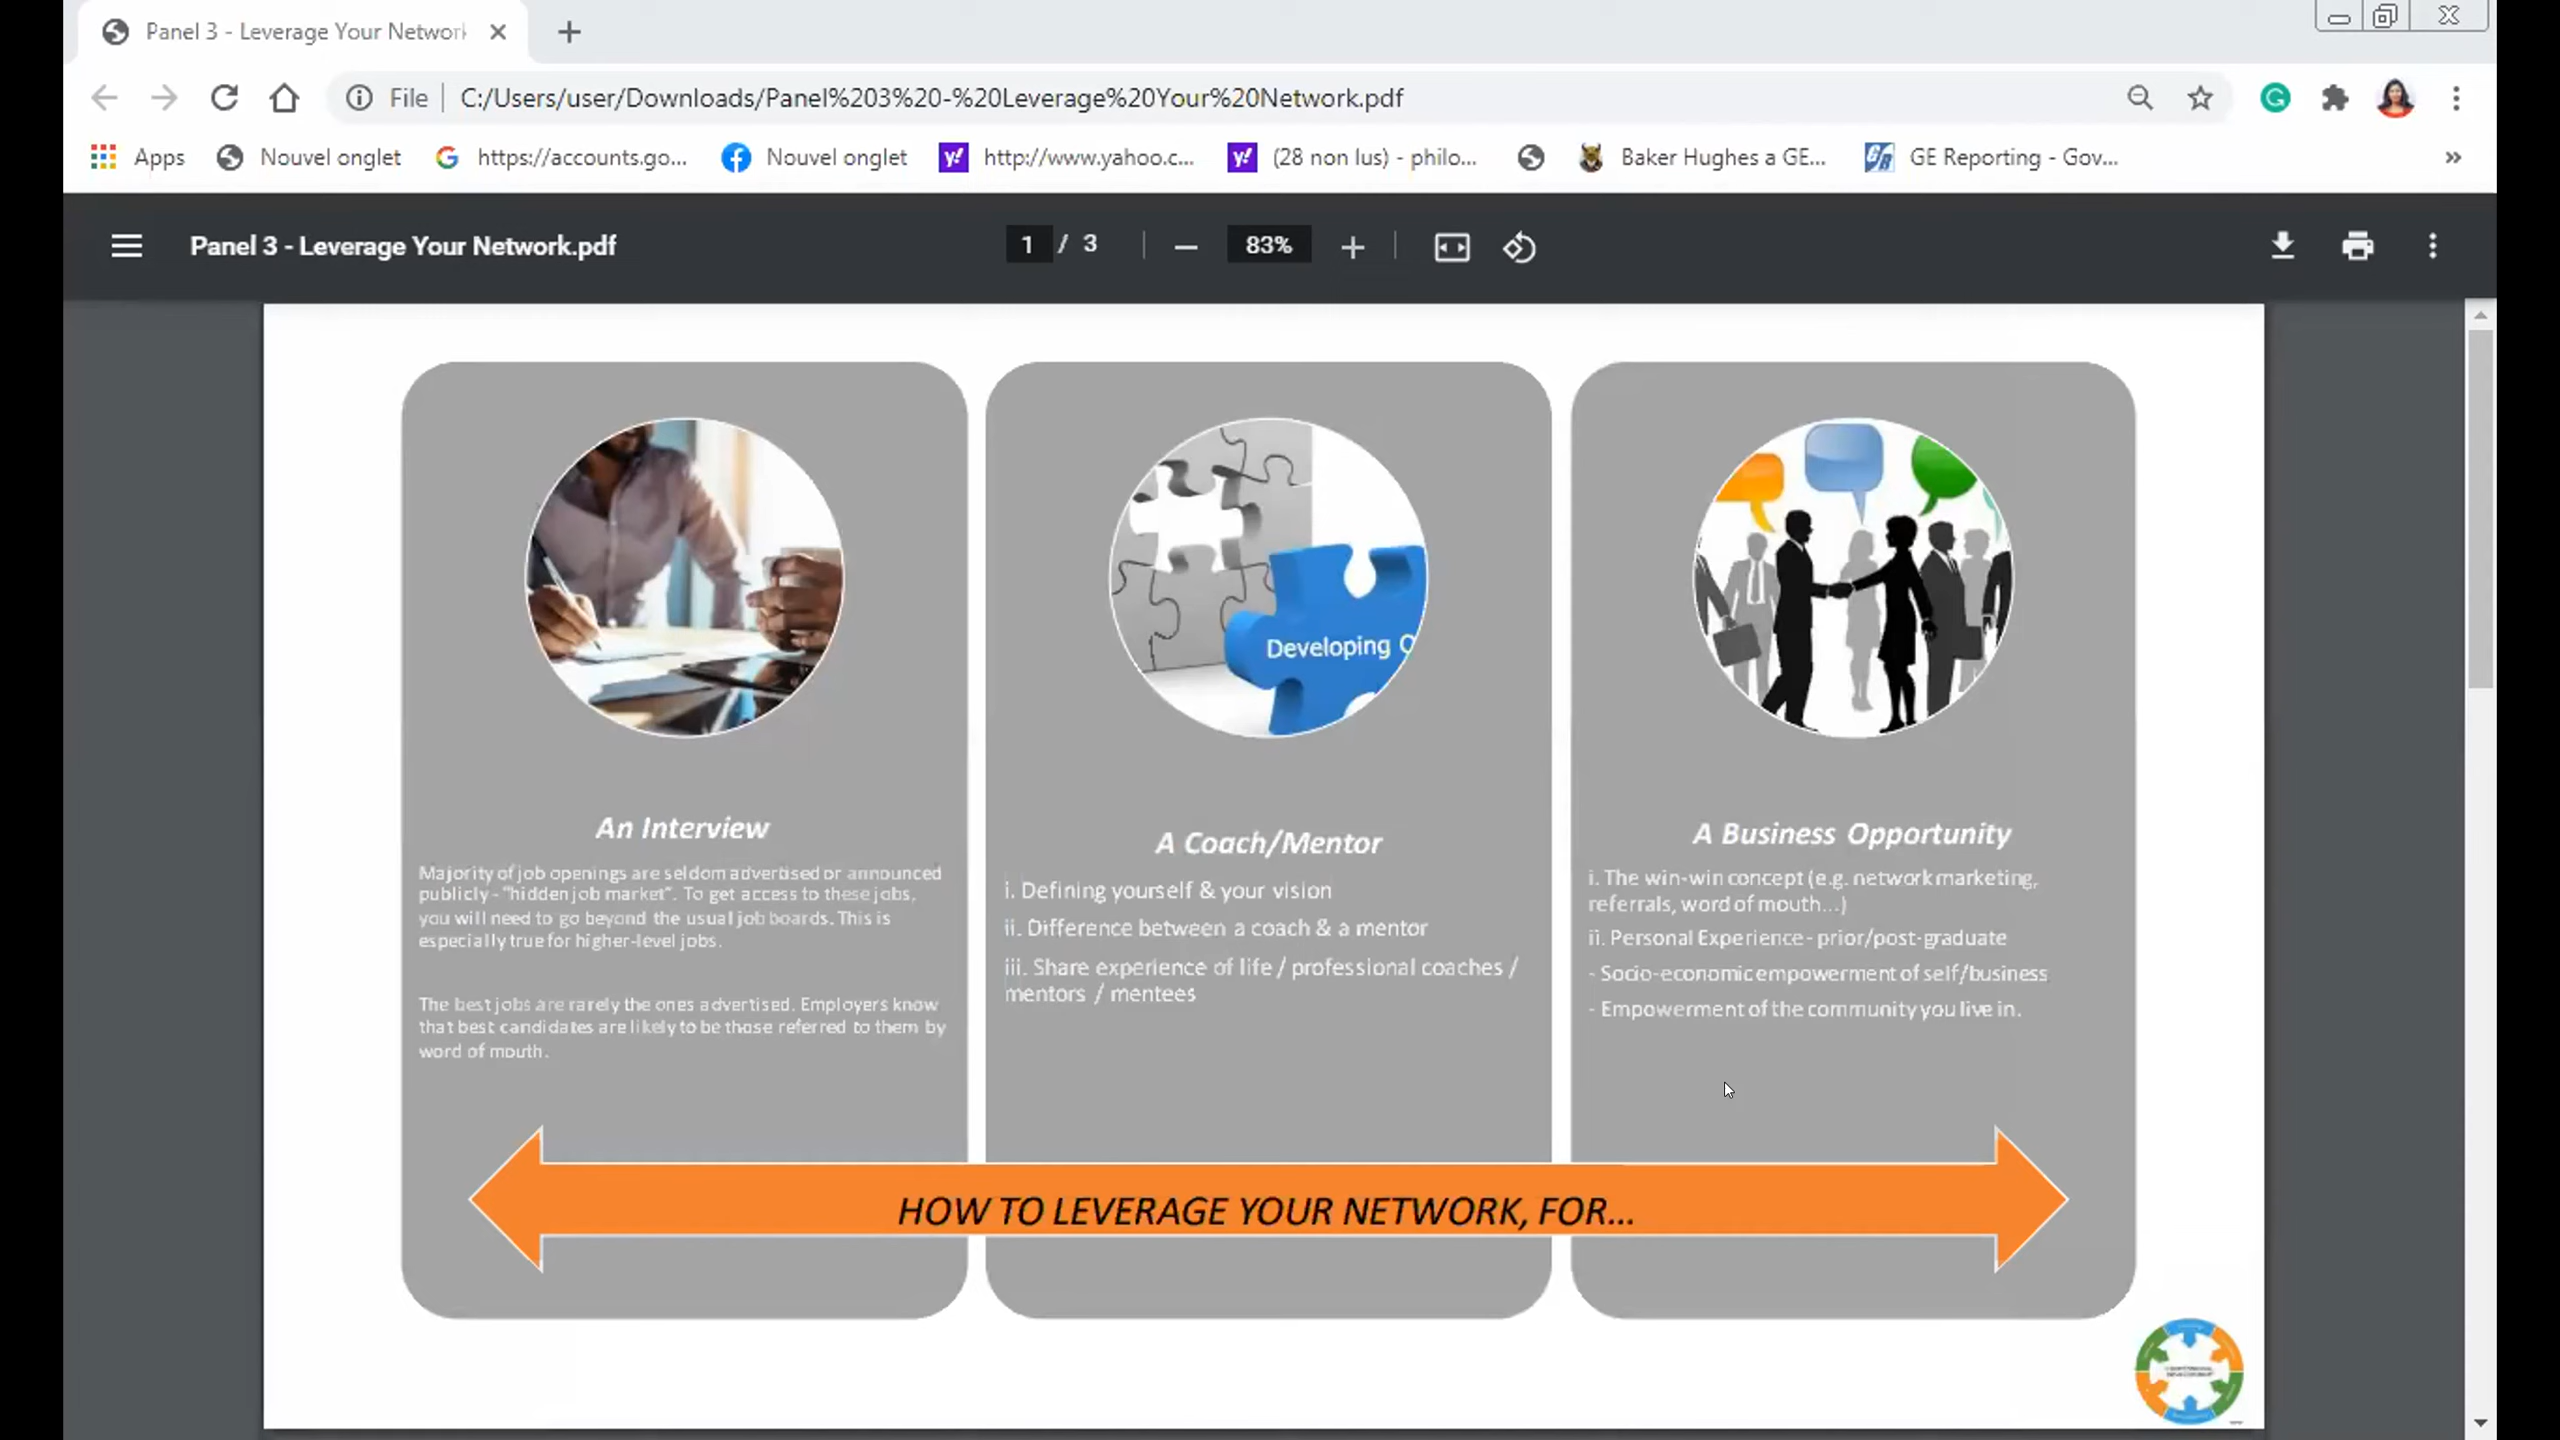 Panel 3 - Leverage Your Network
File
C:/Users/user/Downloads/Panel%203%20-%20Leverage%20Your%20Network.pdf
Apps
Nouvel onglet
https://accounts.go...
Nouvel onglet
http://www.yahoo.c...
(28 non lus) - philo...
Baker Hughes a GE...
GE Reporting - Gov...
Panel 3 - Leverage Your Network.pdf
1 / 3
83%
Developing
An Interview
Majority of job openings are seldom advertised or announced
publicly - "hidden job market". To get access to these jobs,
you will need to go beyond the usual job boards. This is
especially true for higher-level jobs.
The best jobs are rarely the ones advertised. Employers know
that best candidates are likely to be those referred to them by
word of mouth.
A Coach/Mentor
i. Defining yourself & your vision
ii. Difference between a coach & a mentor
iii. Share experience of life / professional coaches /
mentors / mentees
A Business Opportunity
i. The win-win concept (e.g. network marketing,
referrals, word of mouth...)
ii. Personal Experience - prior/post-graduate
- Socio-economic empowerment of self/business
- Empowerment of the community you live in.
HOW TO LEVERAGE YOUR NETWORK, FOR...